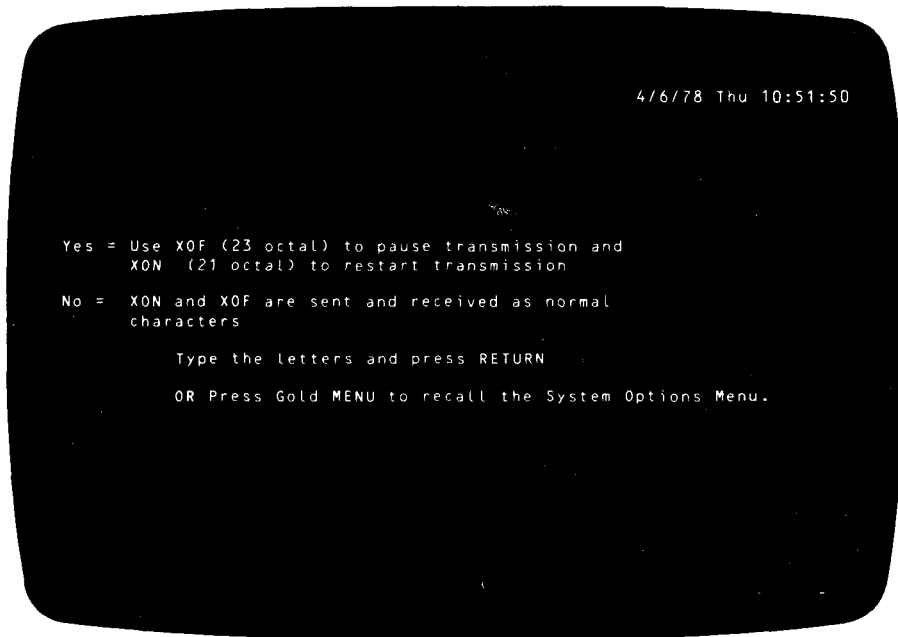 4/6/78 Thu 10:51:50
Yes = Use XOF (23 octal) to pause transmission and
XON (21 octal) to restart transmission
No = XON and XOF are sent and received as normal
characters
Type the letters and press RETURN
OR Press Gold MENU to recall the System Options Menu.